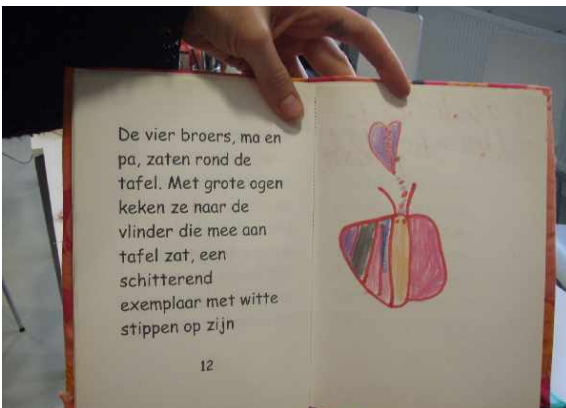 De vier broers, ma en
pa, zaten rond de
tafel. Met grote ogen
keken ze naar de
vlinder die mee aan
tafel zat, een
schitterend
exemplaar met witte
stippen op zijn
12